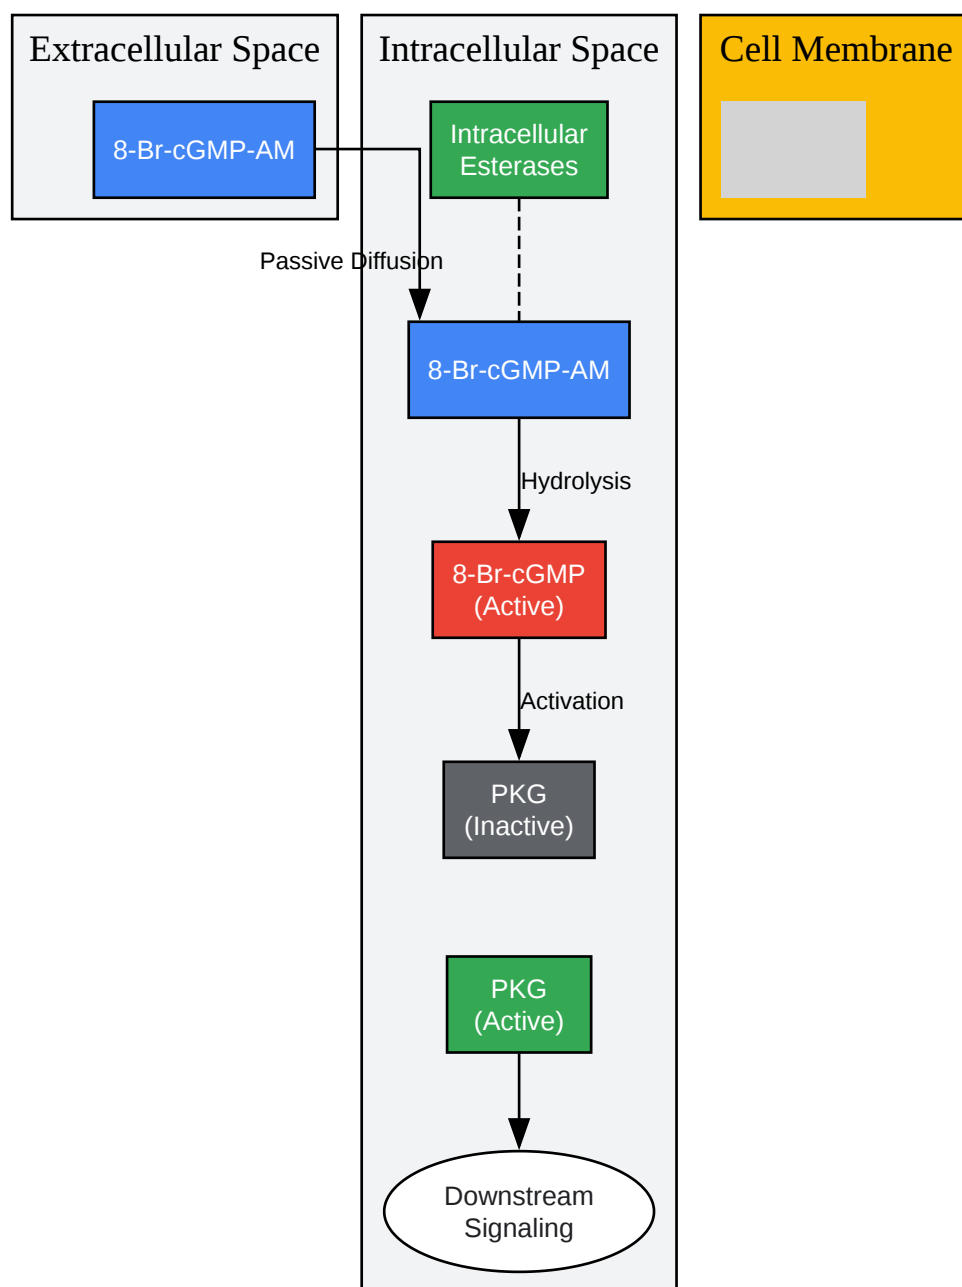 Extracellular Space
Intracellular Space
Cell Membrane
8-Br-cGMP-AM
Intracellular
Esterases
Passive Diffusion
8-Br-cGMP-AM
Hydrolysis
8-Br-cGMP
(Active)
Activation
PKG
(Inactive)
PKG
(Active)
Downstream
Signaling